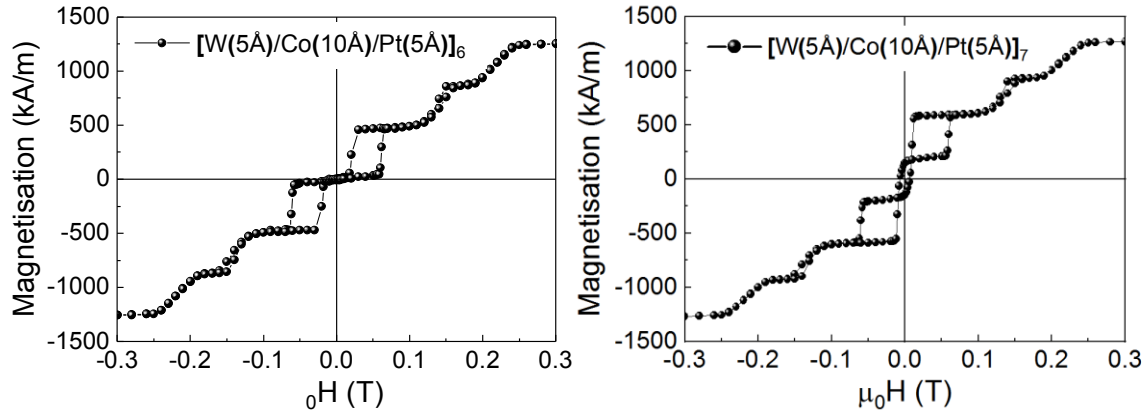 [W(5Å)/Co(10Å)/Pt(5Å)]6
1500
1000
500
0
-500
-1000
-1500
Magnetisation (kA/m)
-0.3 -0.2 -0.1 0.0 0.1 0.2 0.3
0H (T)
[W(5Å)/Co(10Å)/Pt(5Å)]7
1500
1000
500
0
-500
-1000
-1500
Magnetisation (kA/m)
-0.3 -0.2 -0.1 0.0 0.1 0.2 0.3
μ0H (T)